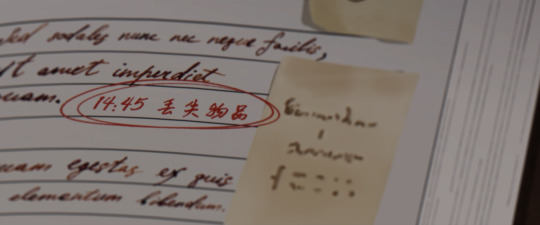 sed sodales nunc nec neque facilis,
ut amet imperdiet
quam. 14:45 丢失物品
quam egestas ex quis
elementum bibendum.